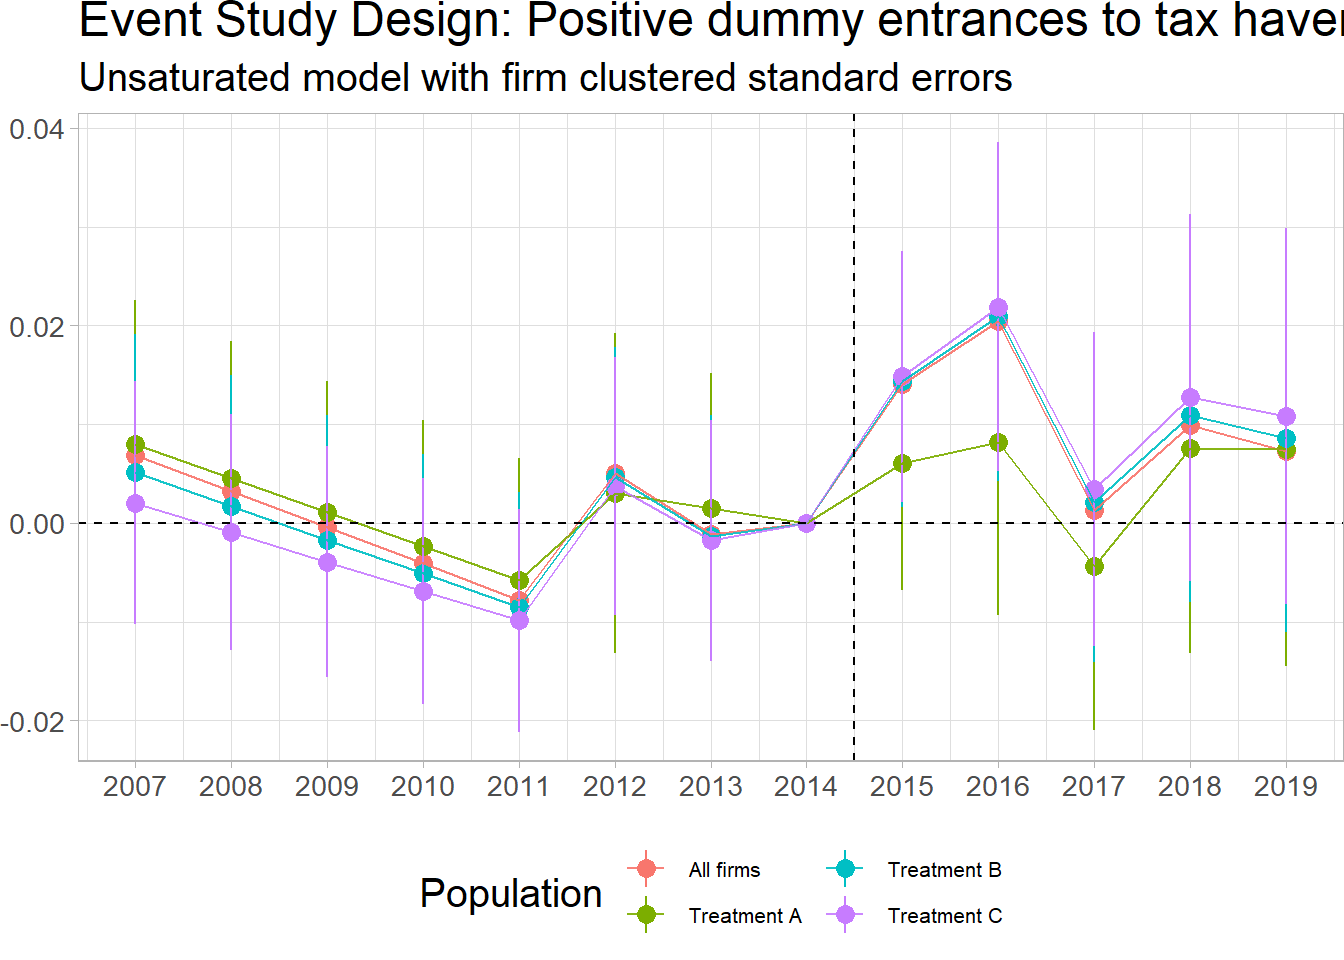 Event Study Design: Positive dummy entrances to tax haven
Unsaturated model with firm clustered standard errors
0.04
0.02
0.00
-0.02
2007 2008 2009 2010 2011 2012 2013 2014 2015 2016 2017 2018 2019
Population
All firms
Treatment A
Treatment B
Treatment C